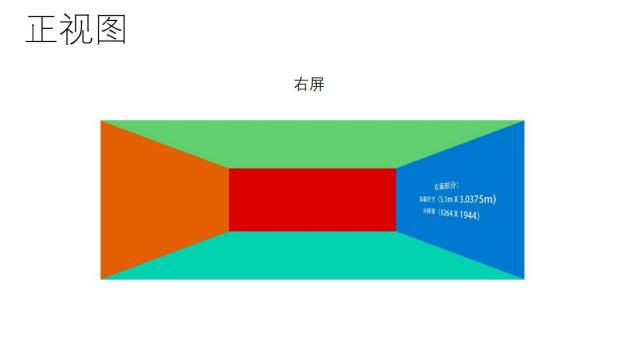 正视图
右屏
右面部分：
屏幕尺寸（5.1m X 3.0375m)
分辨率（3264 X 1944）